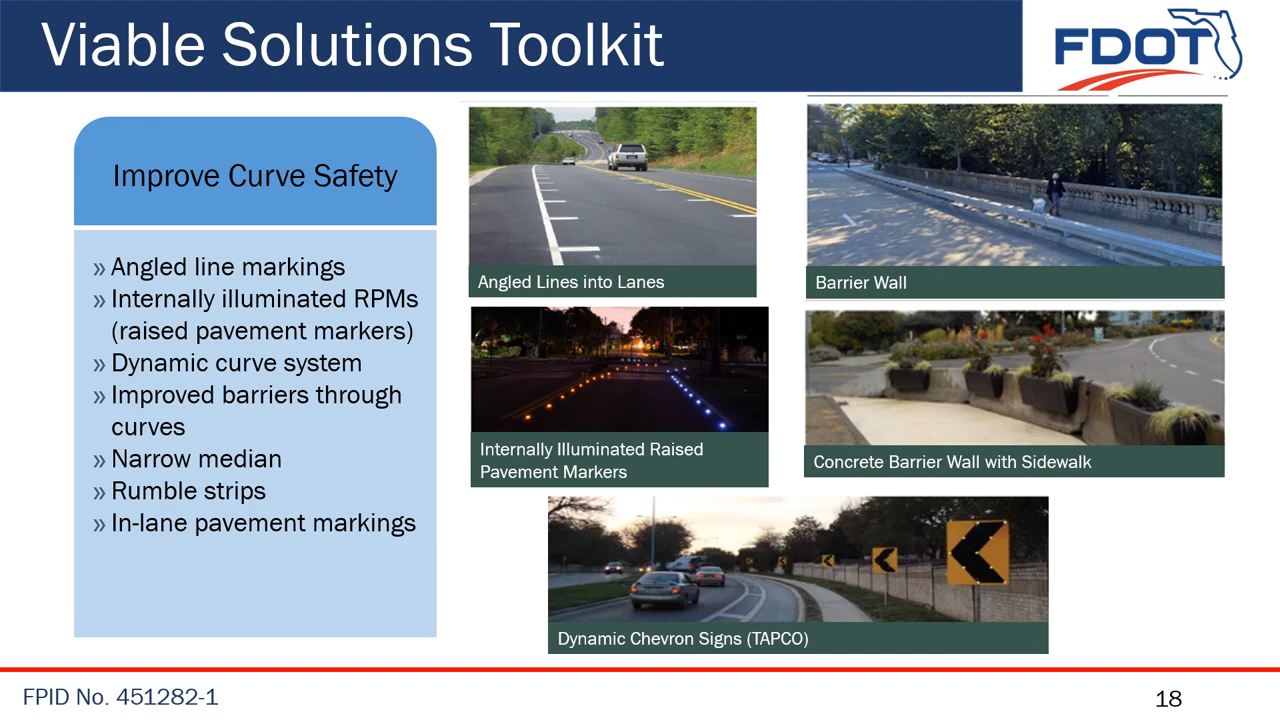 Viable Solutions Toolkit
FDOT
Improve Curve Safety
» Angled line markings
» Internally illuminated RPMs
(raised pavement markers)
» Dynamic curve system
» Improved barriers through
curves
» Narrow median
» Rumble strips
» In-lane pavement markings
Angled Lines into Lanes
Barrier Wall
Internally Illuminated Raised
Pavement Markers
Concrete Barrier Wall with Sidewalk
Dynamic Chevron Signs (TAPCO)
FPID No. 451282-1
18